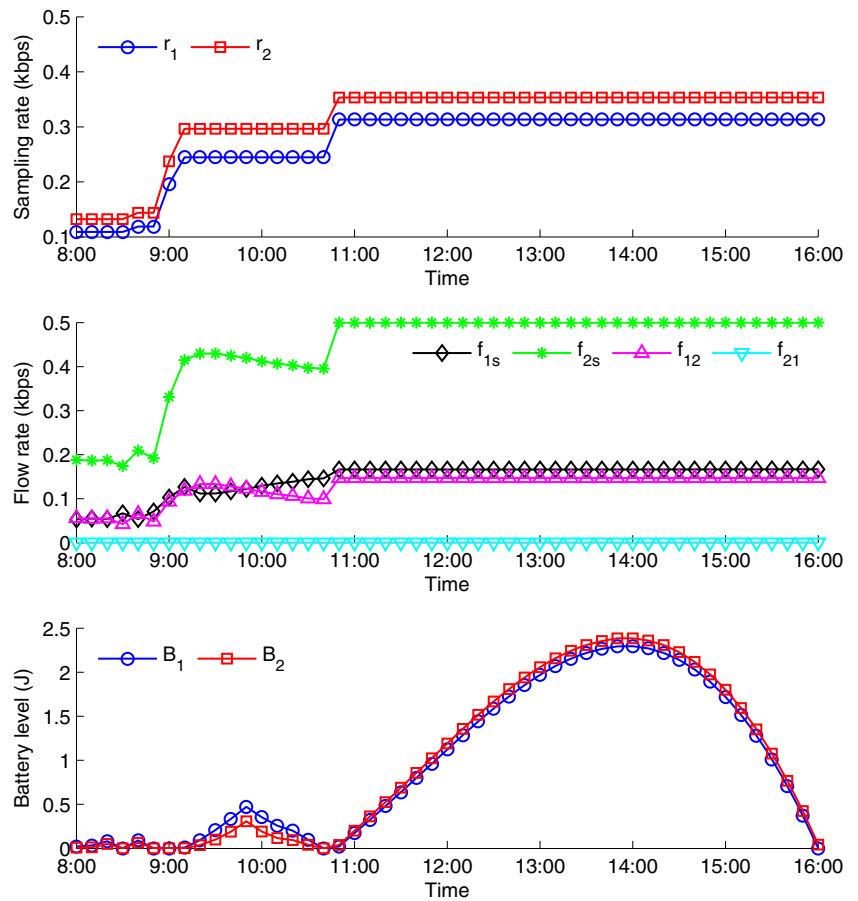 0.5
r1 r2
0.4
0.3
0.2
0.1
Sampling rate (kbps)
8:00 9:00 10:00 11:00 12:00 13:00 14:00 15:00 16:00
Time
0.5
f1s f2s f12 f21
0.4
0.3
0.2
0.1
0
Flow rate (kbps)
8:00 9:00 10:00 11:00 12:00 13:00 14:00 15:00 16:00
Time
2.5
B1 B2
2
1.5
1
0.5
0
Battery level (J)
8:00 9:00 10:00 11:00 12:00 13:00 14:00 15:00 16:00
Time